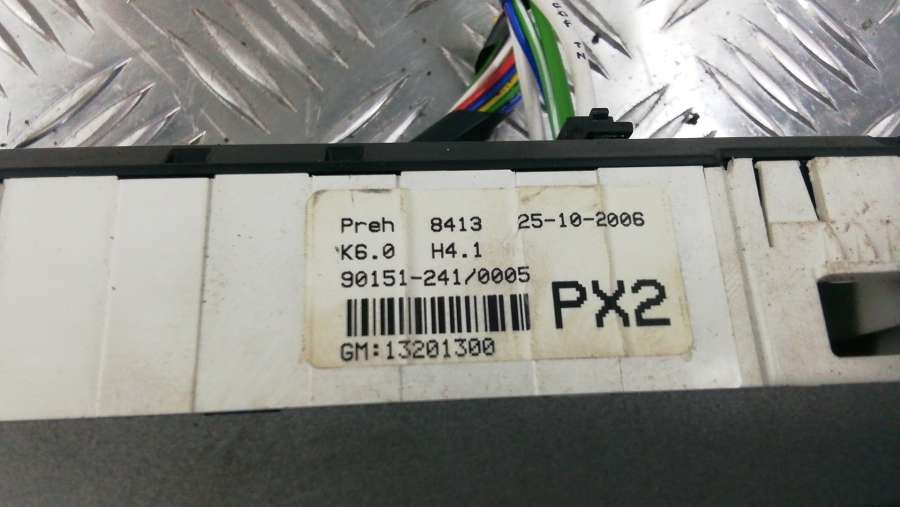 Preh 8413 25-10-2006
K6.0 H4.1
90151-241/0005
PX2
GM:13201300